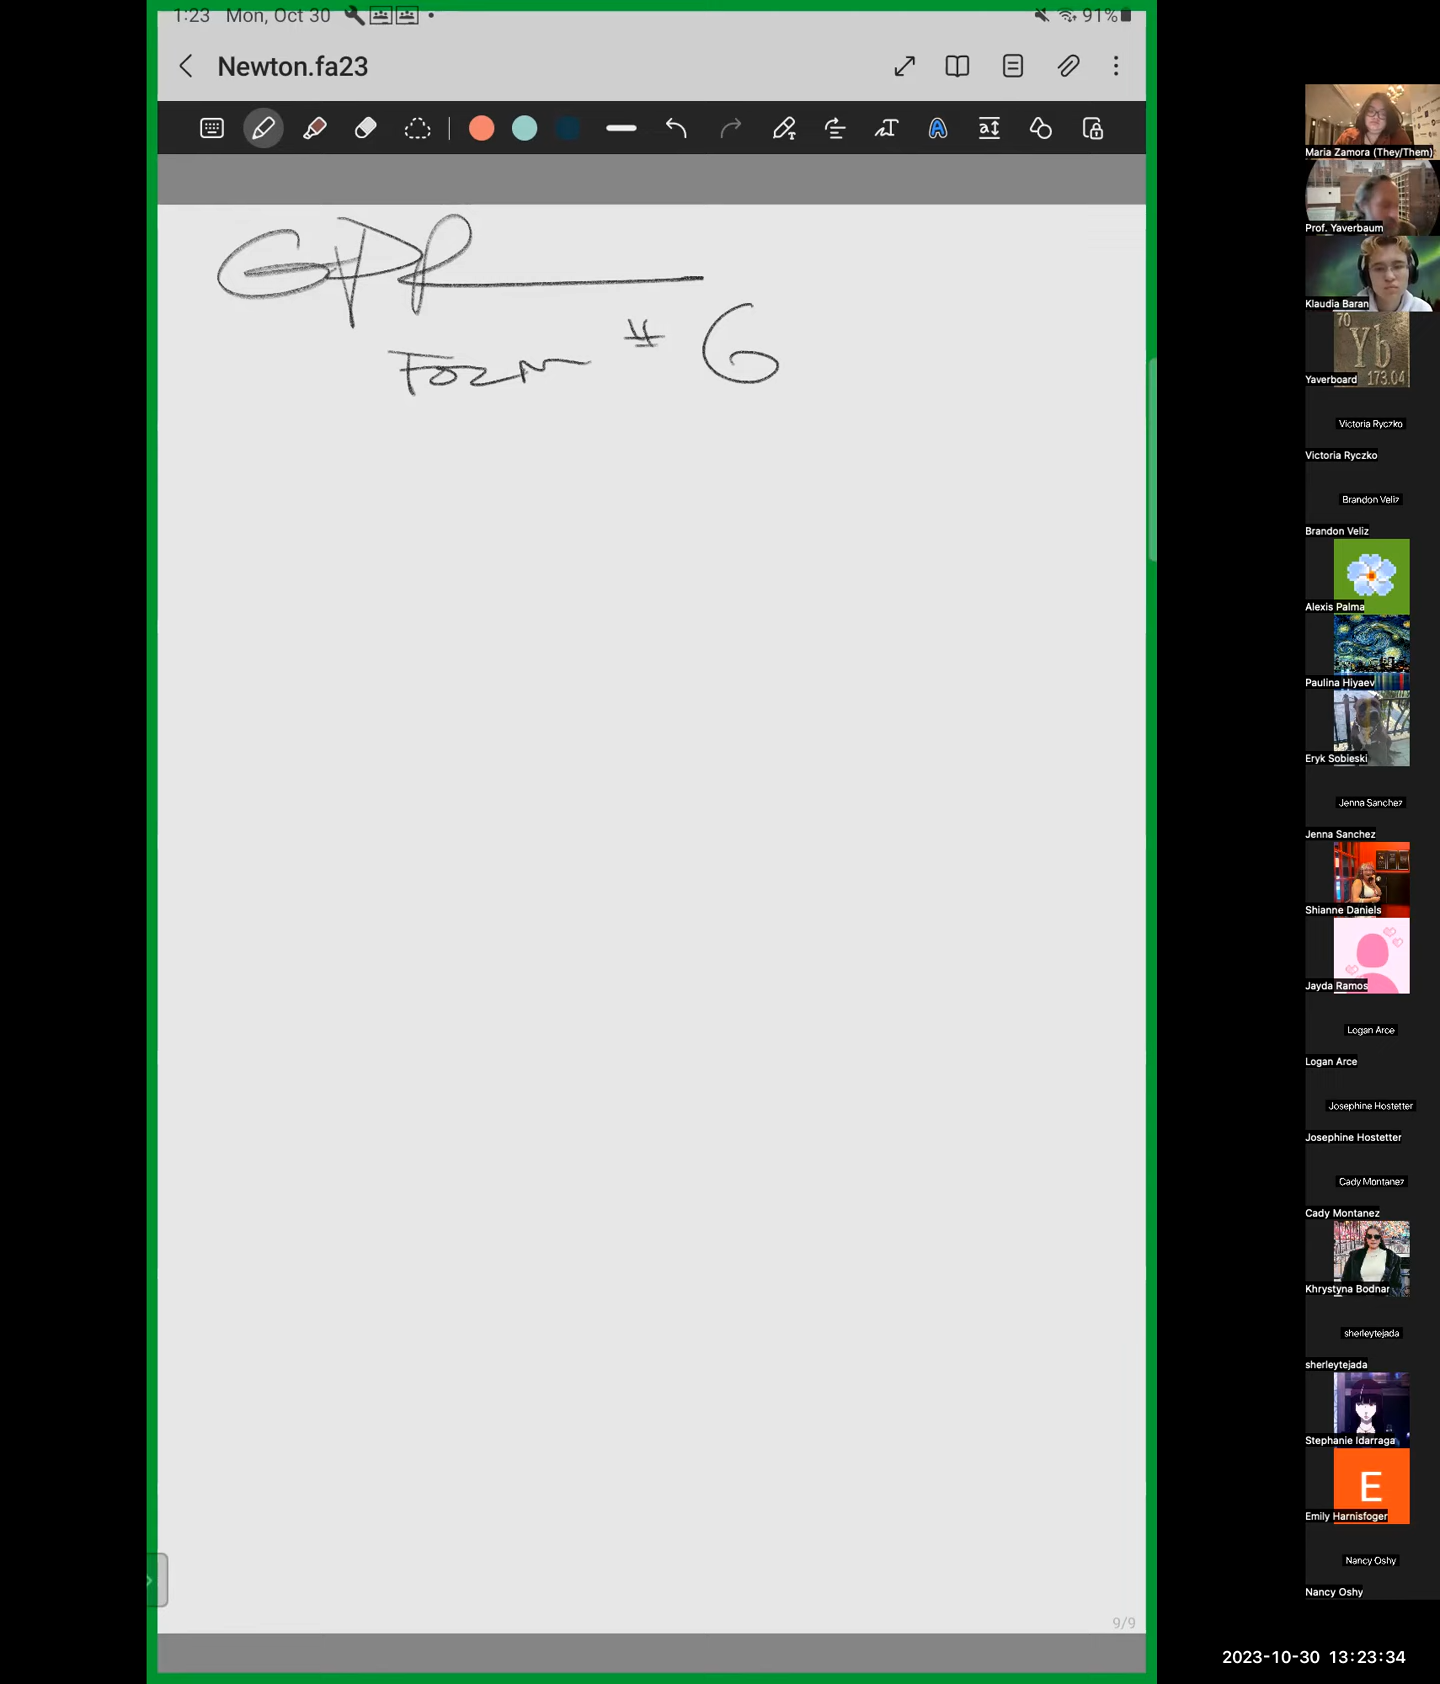 1:23 Mon, Oct 30
91%
Newton.fa23
GDR
Form # 6
9/9
Maria Zamora (They/Them)
Prof. Yaverbaum
Klaudia Baran
70
Yb
173.04
Yaverboard
Victoria Ryczko
Victoria Ryczko
Brandon Veliz
Brandon Veliz
Alexis Palma
Paulina Hiyaev
Eryk Sobieski
Jenna Sanchez
Jenna Sanchez
Shianne Daniels
Jayda Ramos
Logan Arce
Logan Arce
Josephine Hostetter
Josephine Hostetter
Cady Montanez
Cady Montanez
Khrystyna Bodnar
sherleytejada
sherleytejada
Stephanie Idarraga
E
Emily Harnisfoger
Nancy Oshy
Nancy Oshy
2023-10-30 13:23:34